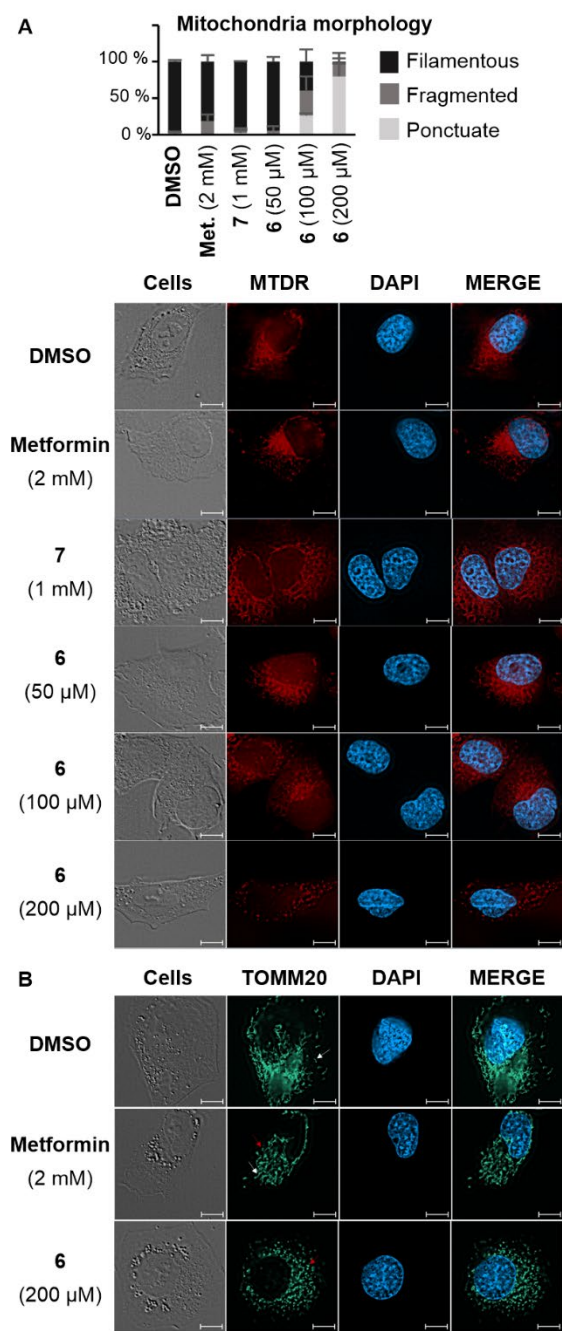 A
Mitochondria morphology
100 %
50 %
0 %
Filamentous
Fragmented
Ponctuate
DMSO
Met. (2 mM)
7 (1 mM)
6 (50 µM)
6 (100 µM)
6 (200 µM)
Cells MTDR DAPI MERGE
DMSO
Metformin
(2 mM)
7
(1 mM)
6
(50 µM)
6
(100 µM)
6
(200 µM)
B
Cells TOMM20 DAPI MERGE
DMSO
Metformin
(2 mM)
6
(200 µM)